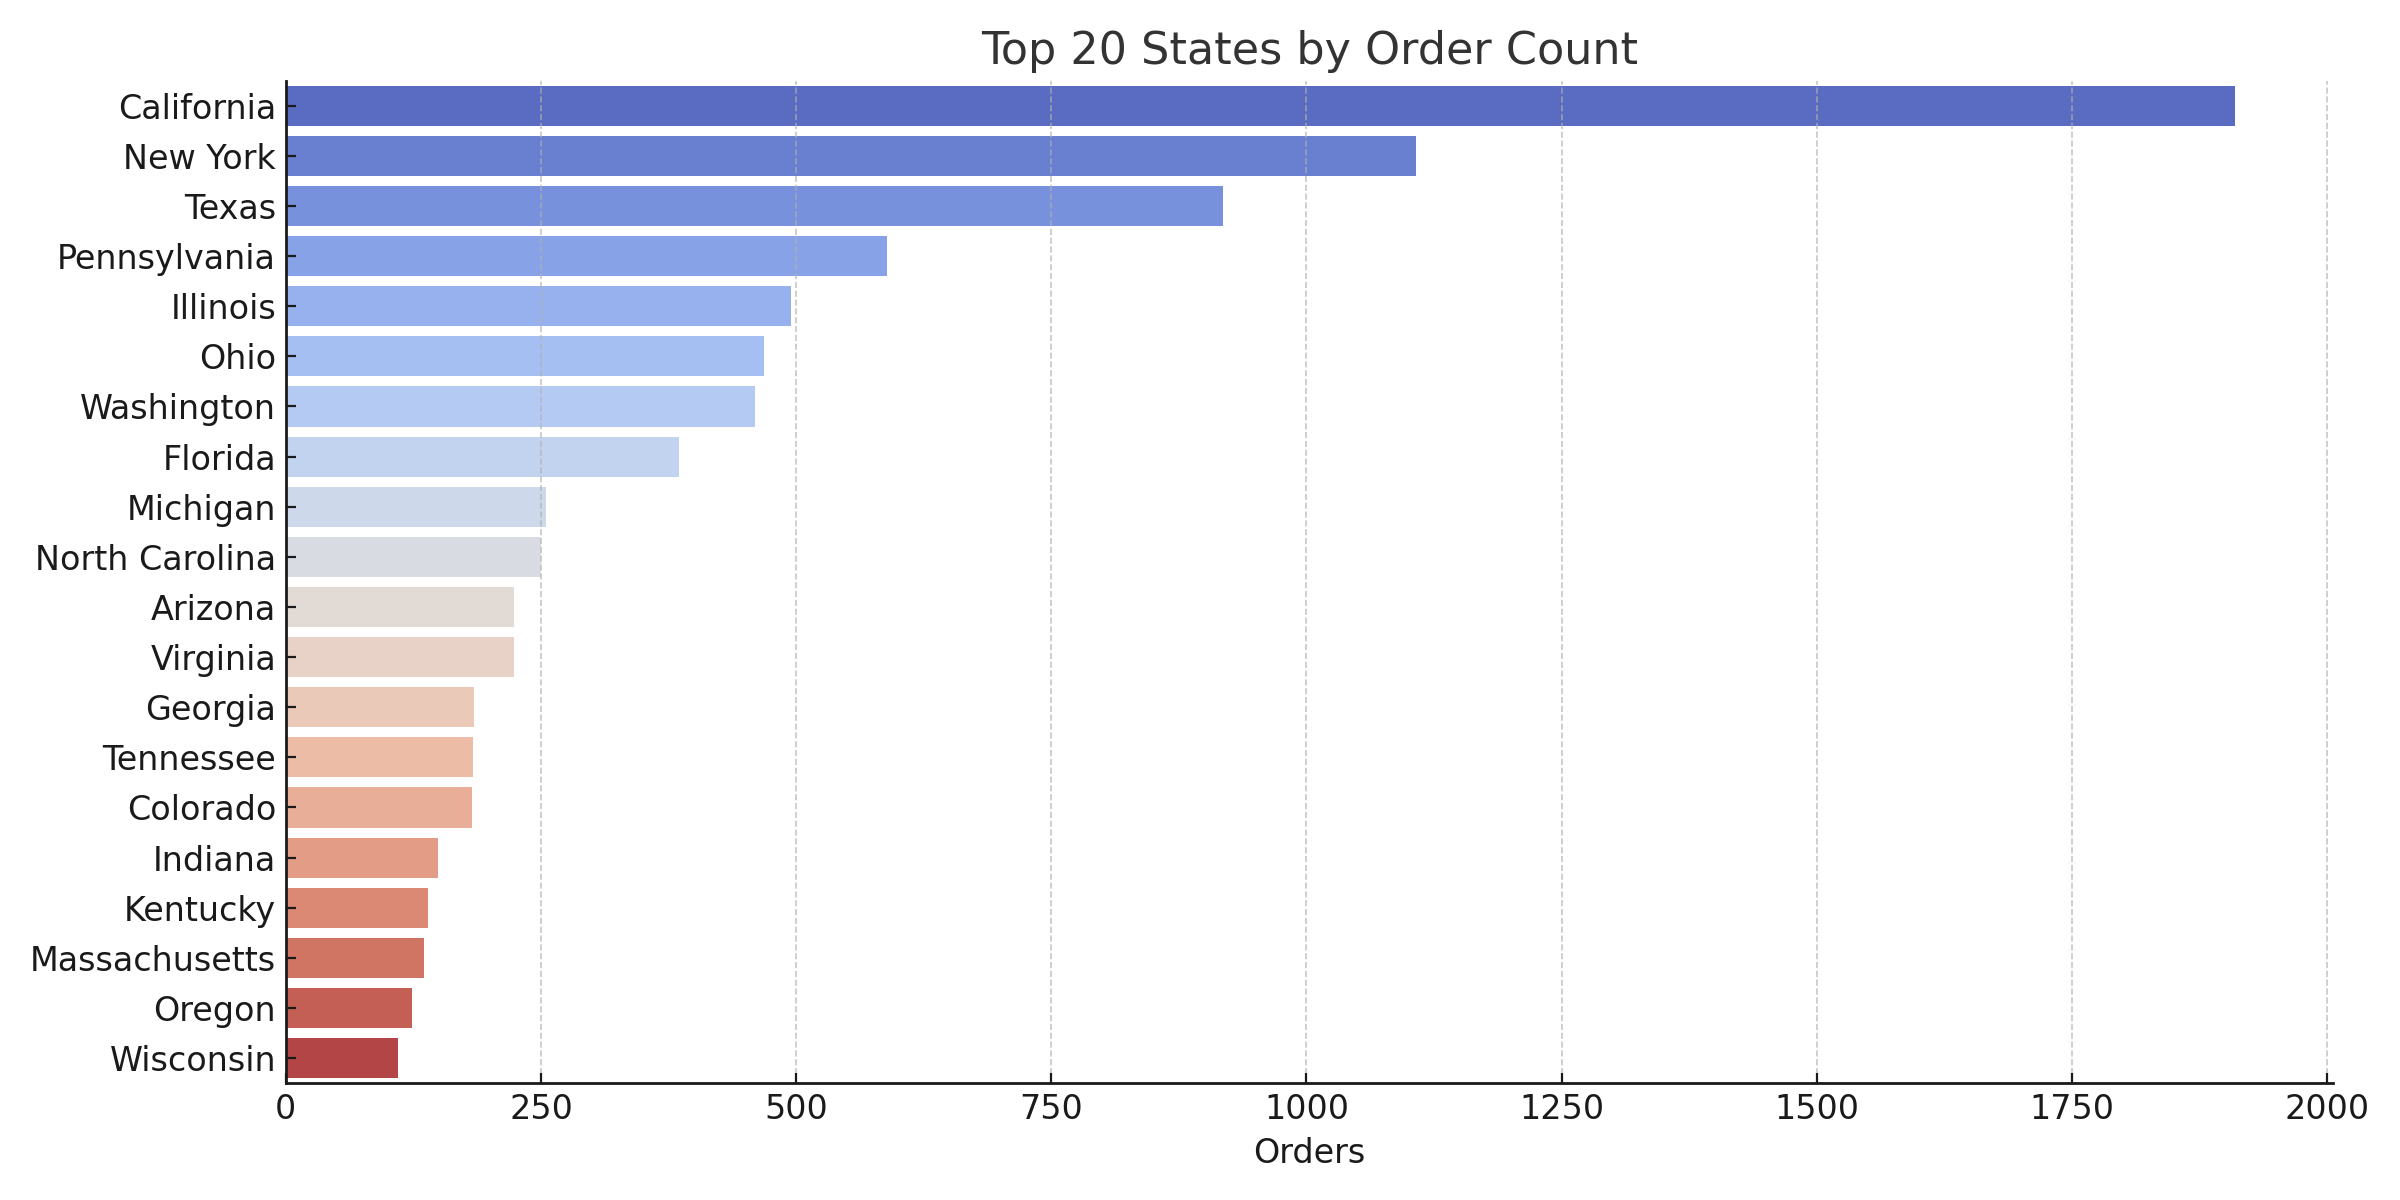 Top 20 States by Order Count
California
New York
Texas
Pennsylvania
Illinois
Ohio
Washington
Florida
Michigan
North Carolina
Arizona
Virginia
Georgia
Tennessee
Colorado
Indiana
Kentucky
Massachusetts
Oregon
Wisconsin
0 250 500 750 1000 1250 1500 1750 2000
Orders